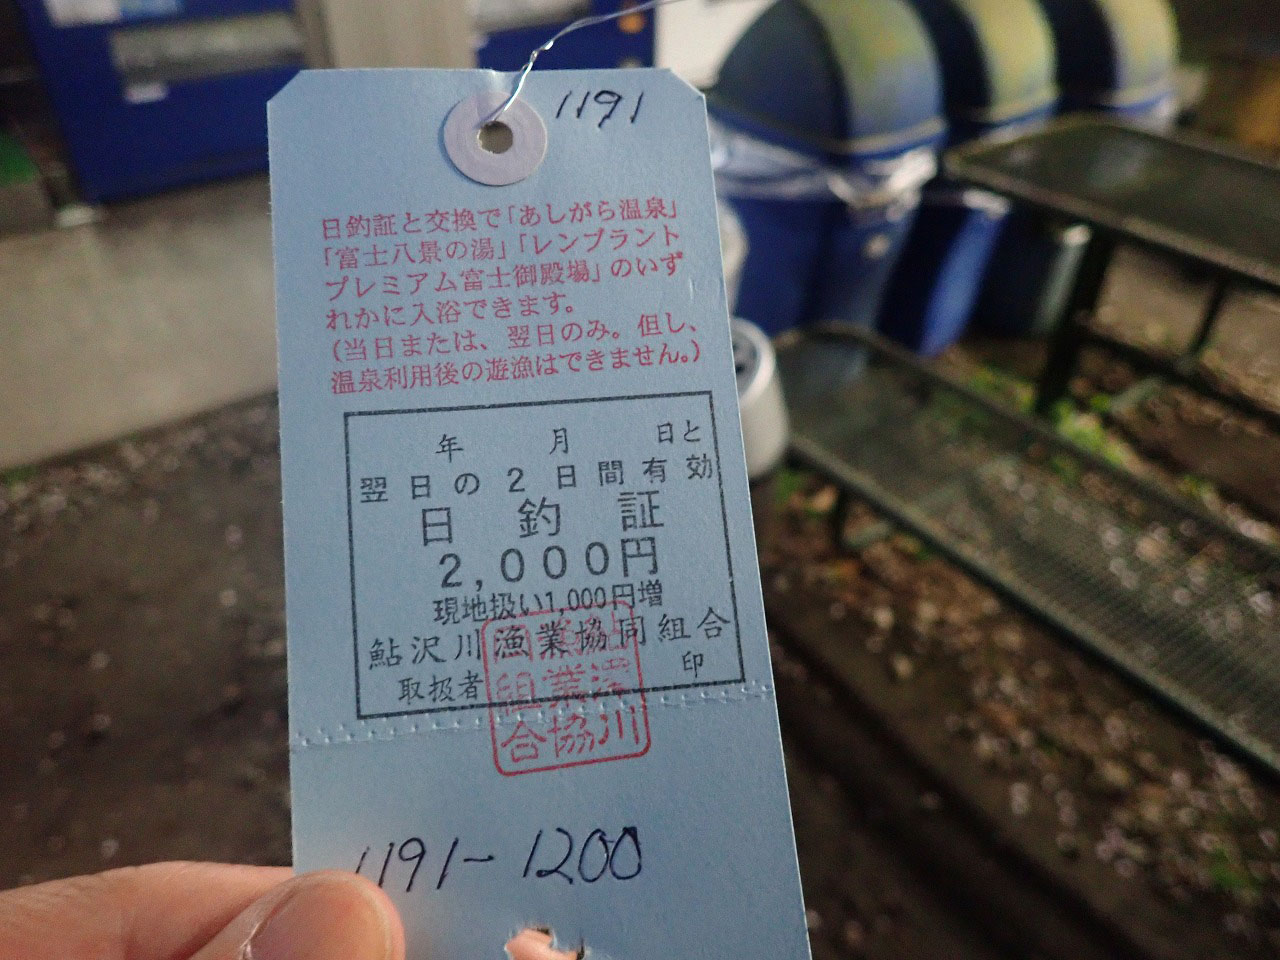 1191
日釣証と交換で「あしがら温泉」
「富士八景の湯」「レンブラント
プレミアム富士御殿場」のいず
れかに入浴できます。
(当日または、翌日のみ。但し、
温泉利用後の遊漁はできません。)
年 月 日と
翌日の2日間有効
日釣証
2,000円
現地扱い1,000円増
鮎沢川漁業協同組合
取扱者 印
1191-1200